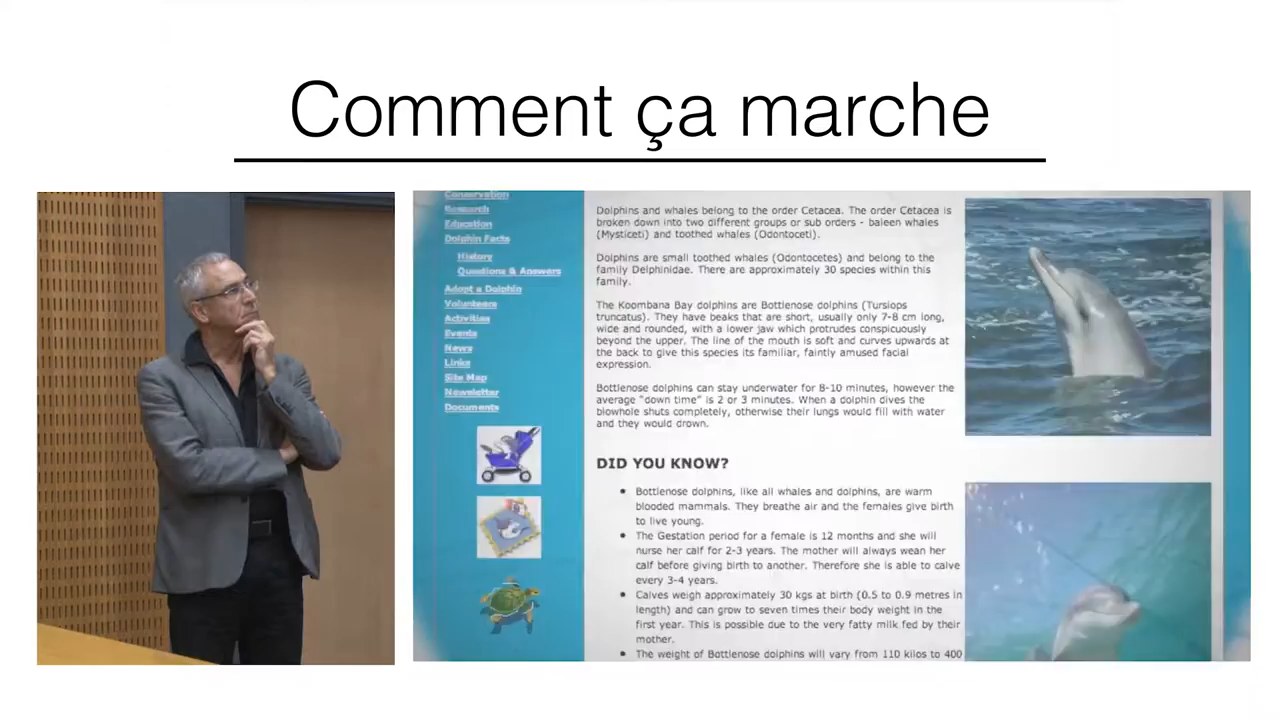 Comment ça marche
Conservation
Research
Education
Dolphin Facts
History
Questions & Answers
Adopt a Dolphin
Volunteers
Activities
Events
News
Links
Site Map
Newsletter
Documents
Dolphins and whales belong to the order Cetacea. The order Cetacea is
broken down into two different groups or sub orders - baleen whales
(Mysticeti) and toothed whales (Odontoceti).
Dolphins are small toothed whales (Odontocetes) and belong to the
family Delphinidae. There are approximately 30 species within this
family.
The Koombana Bay dolphins are Bottlenose dolphins (Tursiops
truncatus). They have beaks that are short, usually only 7-8 cm long,
wide and rounded, with a lower jaw which protrudes conspicuously
beyond the upper. The line of the mouth is soft and curves upwards at
the back to give this species its familiar, faintly amused facial
expression.
Bottlenose dolphins can stay underwater for 8-10 minutes, however the
average "down time" is 2 or 3 minutes. When a dolphin dives the
blowhole shuts completely, otherwise their lungs would fill with water
and they would drown.
DID YOU KNOW?
• Bottlenose dolphins, like all whales and dolphins, are warm
blooded mammals. They breathe air and the females give birth
to live young.
• The Gestation period for a female is 12 months and she will
nurse her calf for 2-3 years. The mother will always wean her
calf before giving birth to another. Therefore she is able to calve
every 3-4 years.
• Calves weigh approximately 30 kgs at birth (0.5 to 0.9 metres in
length) and can grow to seven times their body weight in the
first year. This is possible due to the very fatty milk fed by their
mother.
• The weight of Bottlenose dolphins will vary from 110 kilos to 400